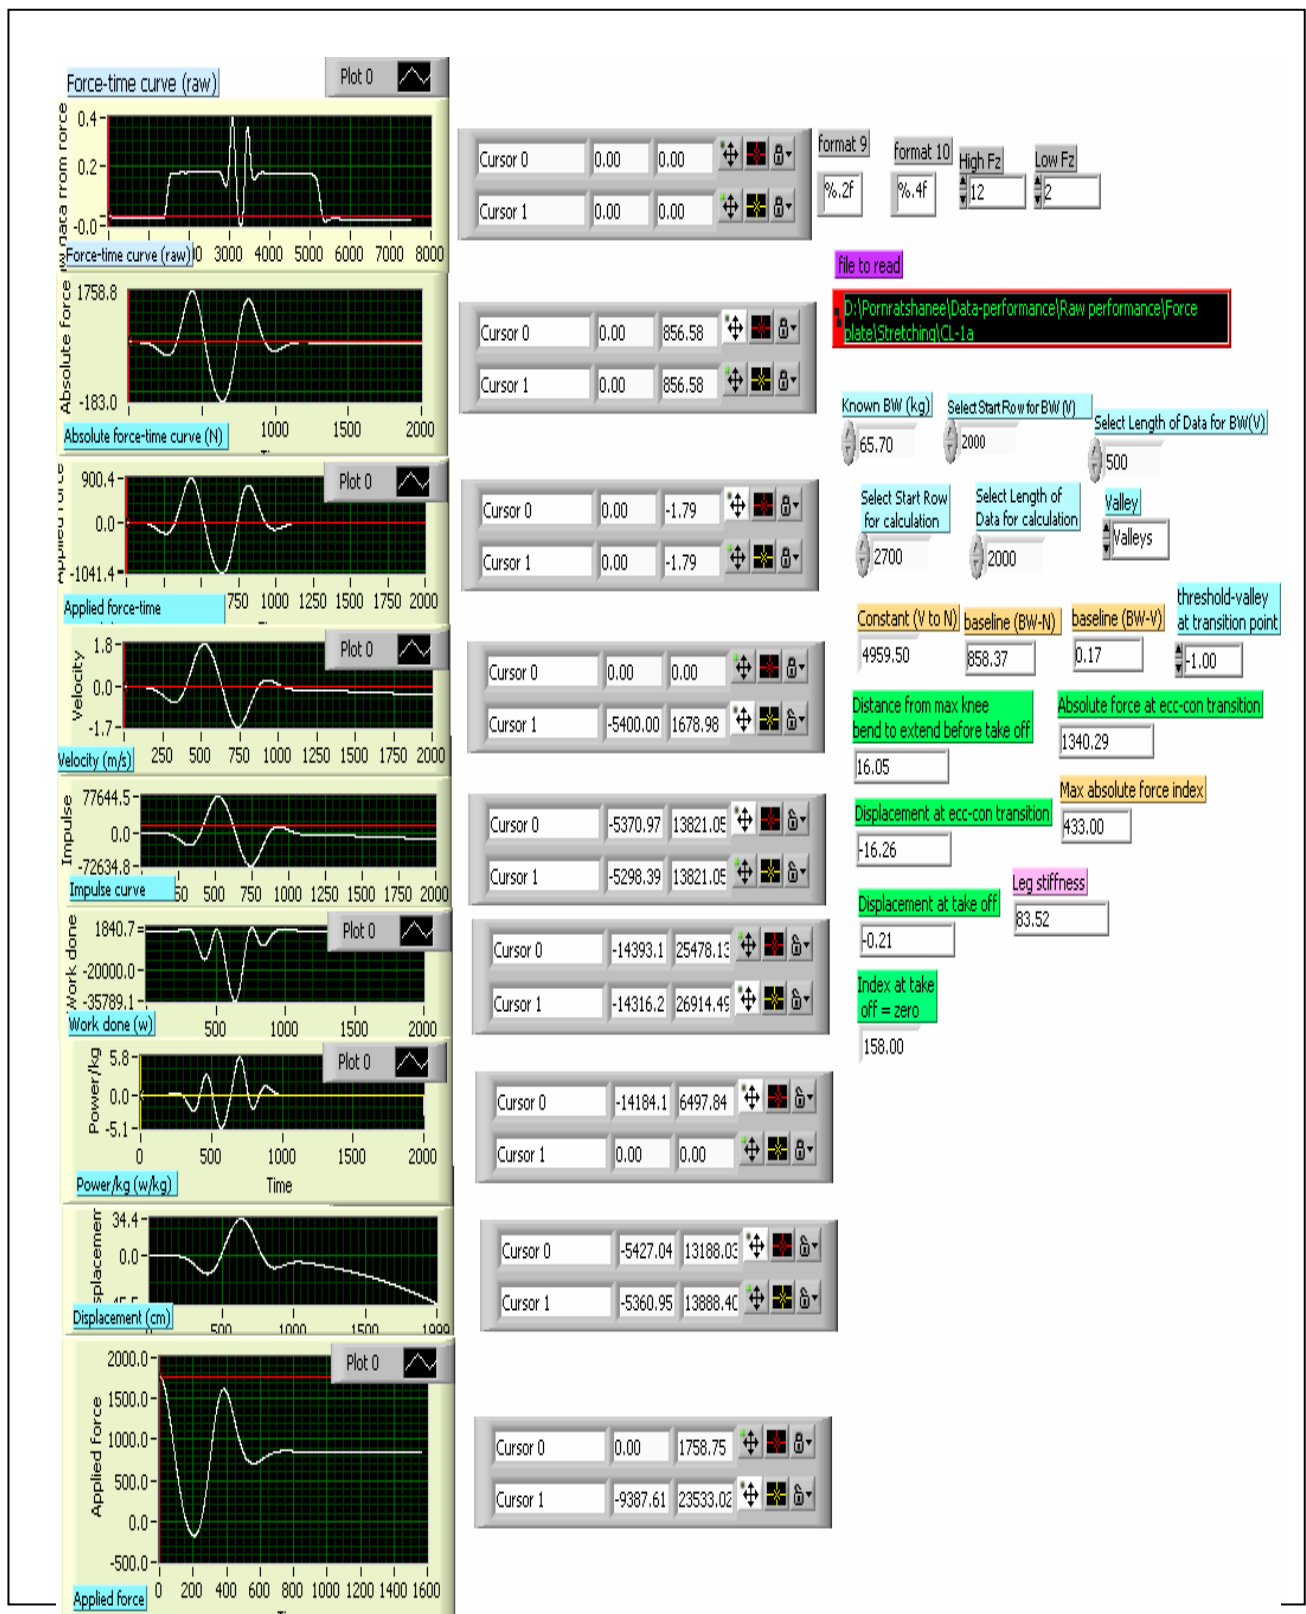 Force-time curve (raw)
Plot 0
0.4
0.2
-0.0
3000 4000 5000 6000 7000 8000
Force-time curve (raw)
Cursor 0 0.00 0.00
Cursor 1 0.00 0.00
format 9
%.2f
format 10
%.4f
High Fz
12
Low Fz
2
file to read
D:\Pornratshanee\Data-performance\Raw performance\Force
plate\Stretching\CL-1a
Absolute force
1758.8
-183.0
1000 1500 2000
Absolute force-time curve (N)
Cursor 0 0.00 856.58
Cursor 1 0.00 856.58
Known BW (kg)
65.70
Select Start Row for BW (V)
2000
Select Length of Data for BW(V)
500
Applied force
Plot 0
900.4
0.0
-1041.4
750 1000 1250 1500 1750 2000
Applied force-time
Cursor 0 0.00 -1.79
Cursor 1 0.00 -1.79
Select Start Row
for calculation
2700
Select Length of
Data for calculation
2000
Valley
Valleys
Constant (V to N)
4959.50
baseline (BW-N)
858.37
baseline (BW-V)
0.17
threshold-valley
at transition point
-1.00
Velocity
Plot 0
1.8
0.0
-1.7
250 500 750 1000 1250 1500 1750 2000
Velocity (m/s)
Cursor 0 0.00 0.00
Cursor 1 -5400.00 1678.98
Distance from max knee
bend to extend before take off
16.05
Absolute force at ecc-con transition
1340.29
Impulse
77644.5
0.0
-72634.8
500 750 1000 1250 1500 1750 2000
Impulse curve
Cursor 0 -5370.97 13821.05
Cursor 1 -5298.39 13821.05
Displacement at ecc-con transition
-16.26
Max absolute force index
433.00
Work done
Plot 0
1840.7
-20000.0
-35789.1
500 1000 1500 2000
Work done (w)
Cursor 0 -14393.1 25478.13
Cursor 1 -14316.2 26914.49
Displacement at take off
-0.21
Leg stiffness
83.52
Index at take
off = zero
158.00
Power/kg
Plot 0
5.8
0.0
-5.1
0 500 1000 1500 2000
Power/kg (w/kg)
Time
Cursor 0 -14184.1 6497.84
Cursor 1 0.00 0.00
34.4
0.0
500 1000 1999
Displacement (cm)
Cursor 0 -5427.04 13188.03
Cursor 1 -5360.95 13888.40
Applied force
Plot 0
2000.0
1500.0
1000.0
500.0
0.0
-500.0
0 200 400 600 800 1000 1200 1400 1600
Applied force
Cursor 0 0.00 1758.75
Cursor 1 -9387.61 23533.02